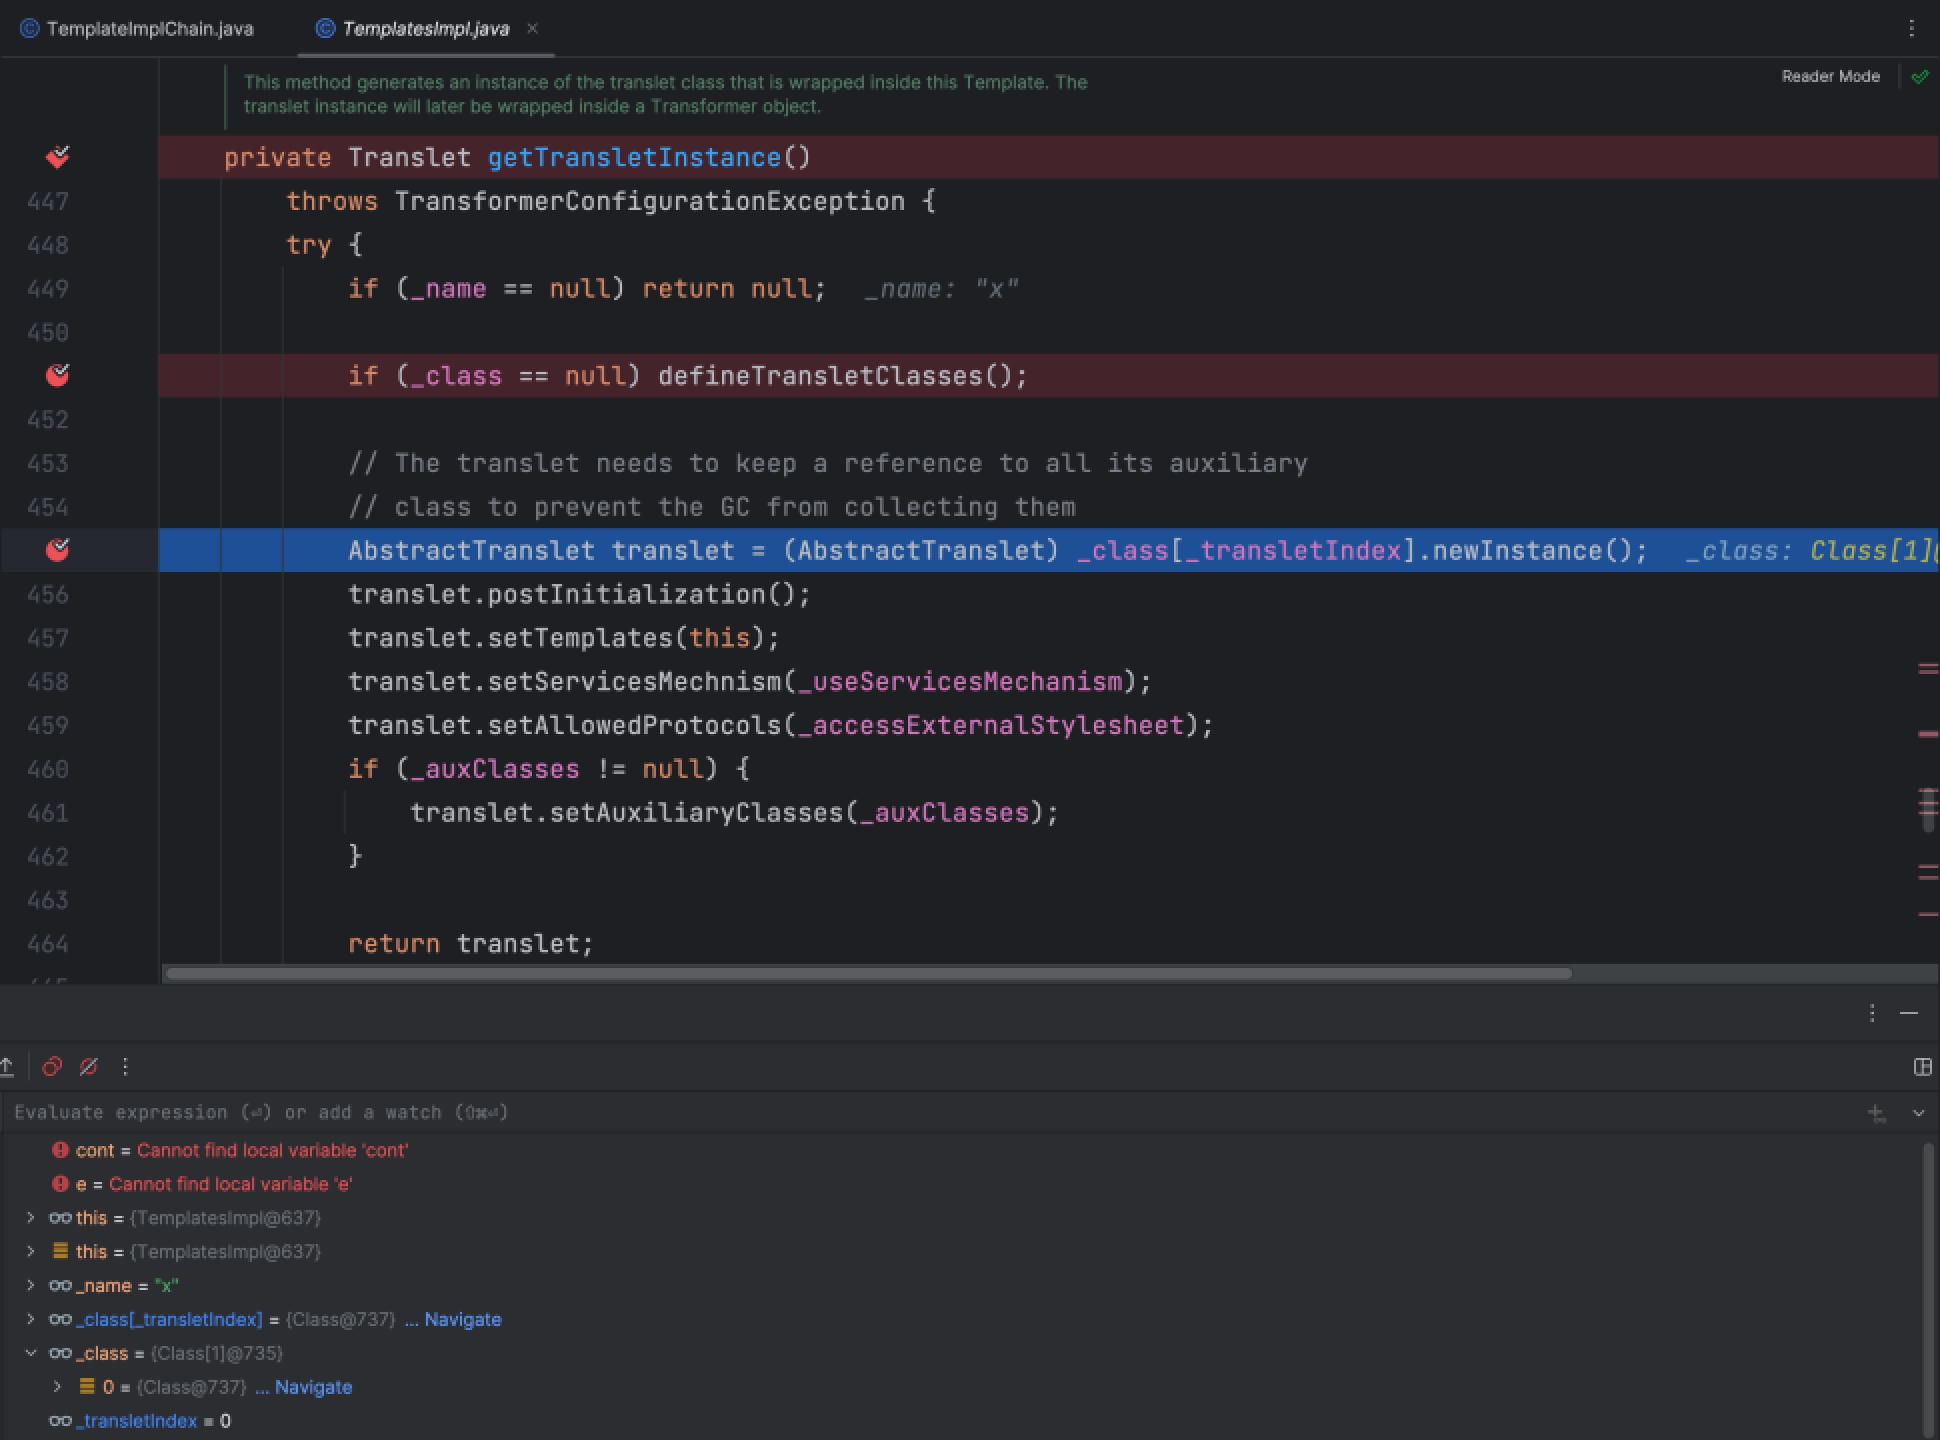 TemplateImplChain.java
TemplatesImpl.java
This method generates an instance of the translet class that is wrapped inside this Template. The
translet instance will later be wrapped inside a Transformer object.
Reader Mode
private Translet getTransletInstance()
447 throws TransformerConfigurationException {
448 try {
449 if (_name == null) return null; _name: "x"
450
if (_class == null) defineTransletClasses();
452
453 // The translet needs to keep a reference to all its auxiliary
454 // class to prevent the GC from collecting them
AbstractTranslet translet = (AbstractTranslet) _class[_transletIndex].newInstance(); _class: Class[1]
456 translet.postInitialization();
457 translet.setTemplates(this);
458 translet.setServicesMechnism(_useServicesMechanism);
459 translet.setAllowedProtocols(_accessExternalStylesheet);
460 if (_auxClasses != null) {
461 translet.setAuxiliaryClasses(_auxClasses);
462 }
463
464 return translet;
Evaluate expression (⏎) or add a watch (⇧⌘⏎)
cont = Cannot find local variable 'cont'
e = Cannot find local variable 'e'
this = {TemplatesImpl@637}
this = {TemplatesImpl@637}
_name = "x"
_class[_transletIndex] = {Class@737} ... Navigate
_class = {Class[1]@735}
0 = {Class@737} ... Navigate
_transletIndex = 0